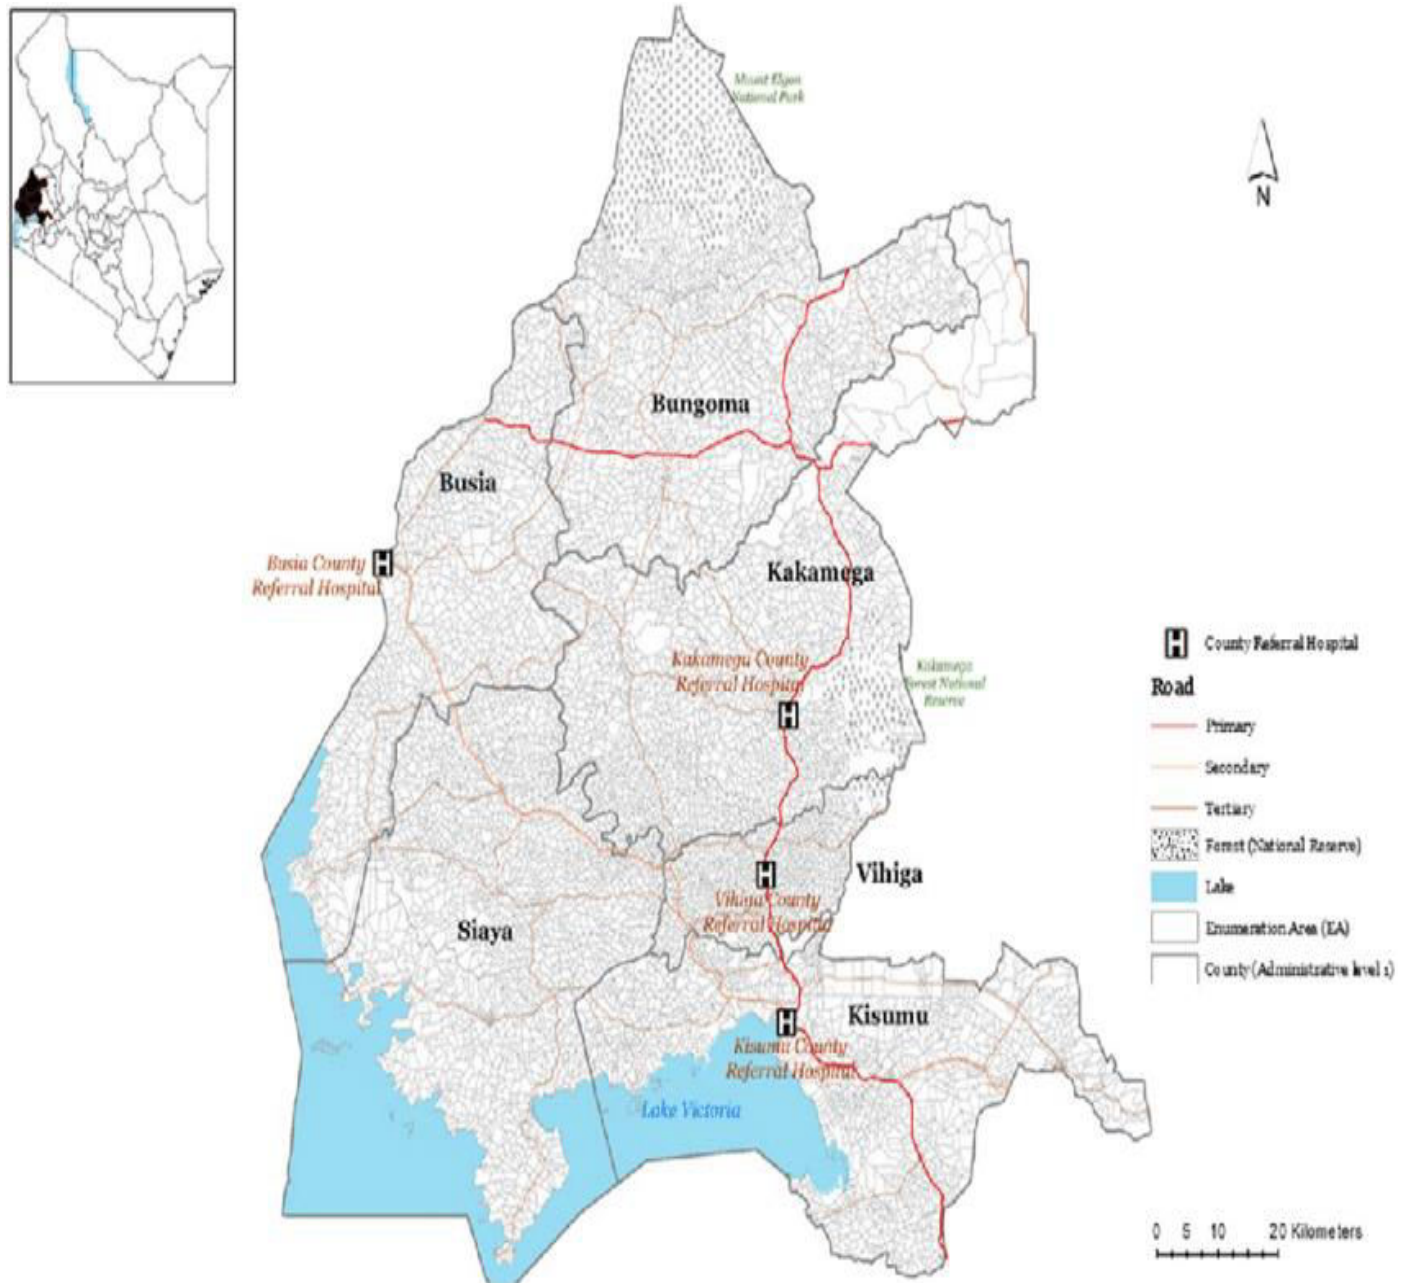 Mount Elgon
National Park
N
Bungoma
Busia
Busia County
Referral Hospital
Kakamega
Kakamega County
Referral Hospital
Kakamega
Forest National
Reserve
Vihiga
Vihiga County
Referral Hospital
Siaya
Kisumu
Kisumu County
Referral Hospital
Lake Victoria
County Referral Hospital
Road
Primary
Secondary
Tertiary
Forest (National Reserve)
Lake
Enumeration Area (EA)
County (Administrative level 1)
0 5 10 20 Kilometers